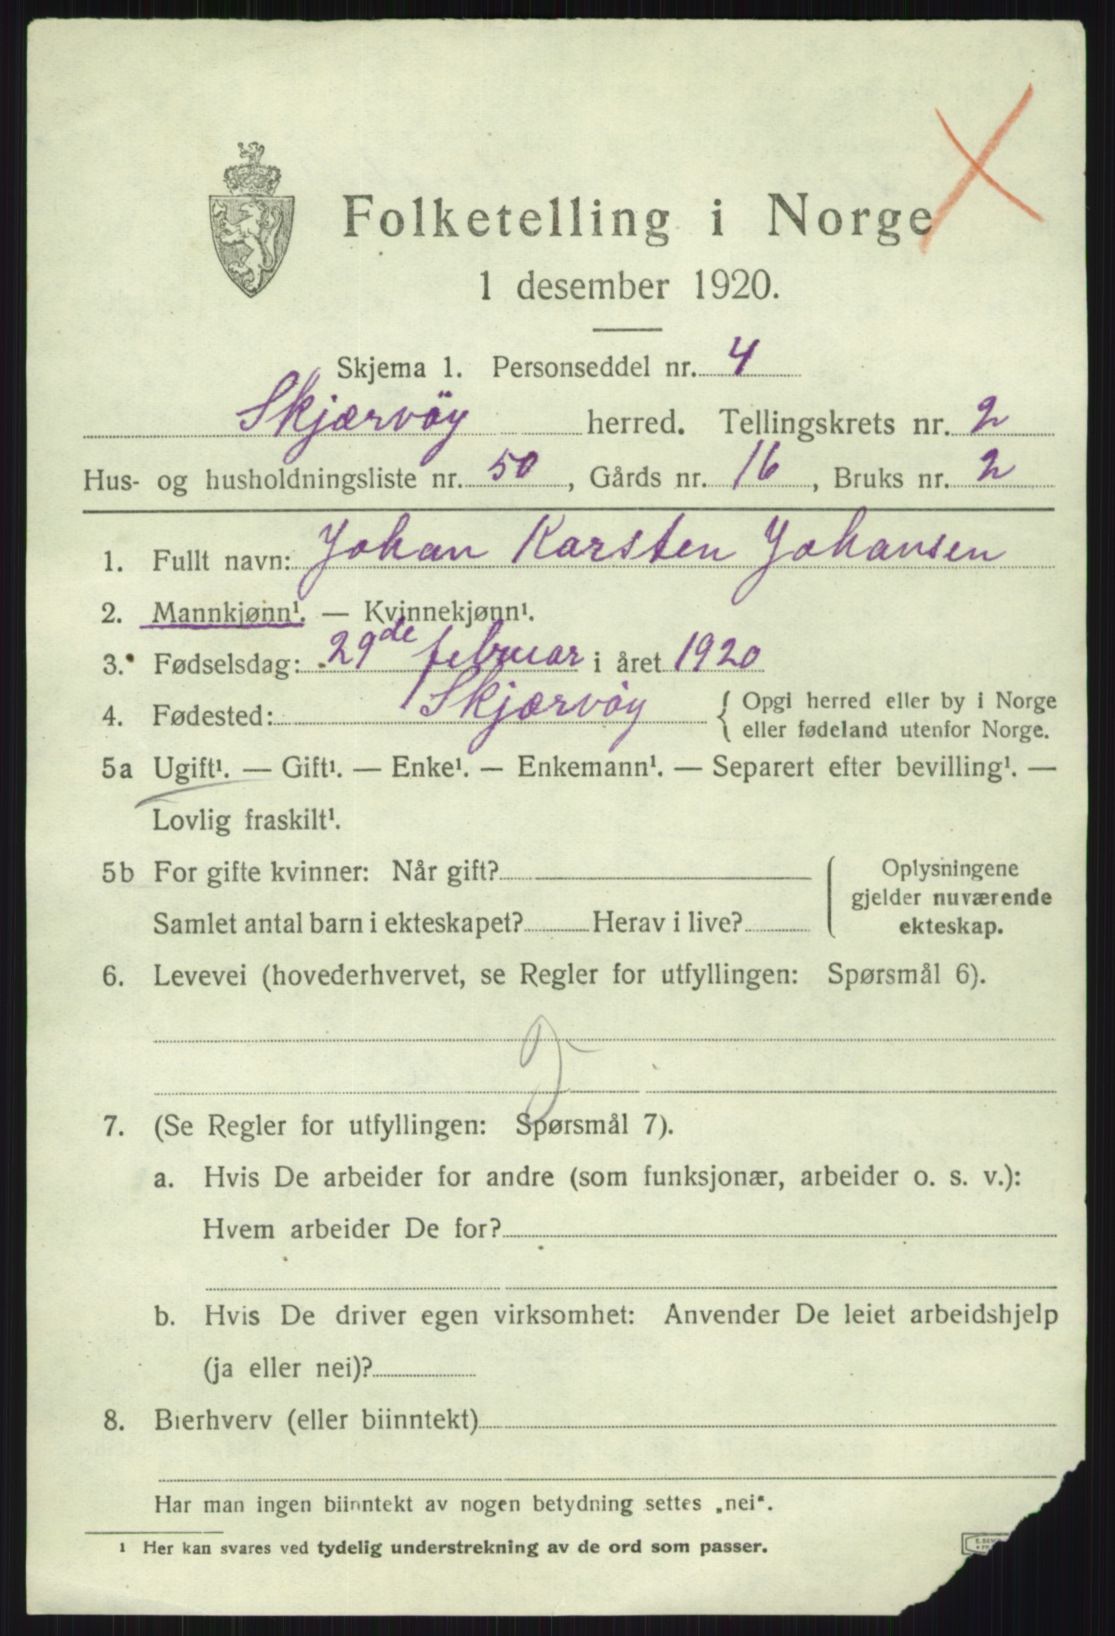 Folketelling i Norge
1 desember 1920.
Skjema 1. Personseddel nr. 4
Skjærvöy herred. Tellingskrets nr. 2
Hus- og husholdningsliste nr. 50, Gårds nr. 16, Bruks nr. 2
1. Fullt navn: Johan Karsten Johansen
2. Mannkjønn¹. — Kvinnekjønn¹.
3. Fødselsdag: 29de februar i året 1920
4. Fødested: Skjærvöy { Opgi herred eller by i Norge
eller fødeland utenfor Norge.
5a Ugift¹. — Gift¹. — Enke¹. — Enkemann¹. — Separert efter bevilling¹. —
Lovlig fraskilt¹.
5b For gifte kvinner: Når gift?
Samlet antal barn i ekteskapet? Herav i live?
Oplysningene
gjelder nuværende
ekteskap.
6. Levevei (hovederhvervet, se Regler for utfyllingen: Spørsmål 6).
7. (Se Regler for utfyllingen: Spørsmål 7).
a. Hvis De arbeider for andre (som funksjonær, arbeider o. s. v.):
Hvem arbeider De for?
b. Hvis De driver egen virksomhet: Anvender De leiet arbeidshjelp
(ja eller nei)?
8. Bierhverv (eller biinntekt)
Har man ingen biinntekt av nogen betydning settes „nei“.
¹ Her kan svares ved tydelig understrekning av de ord som passer.